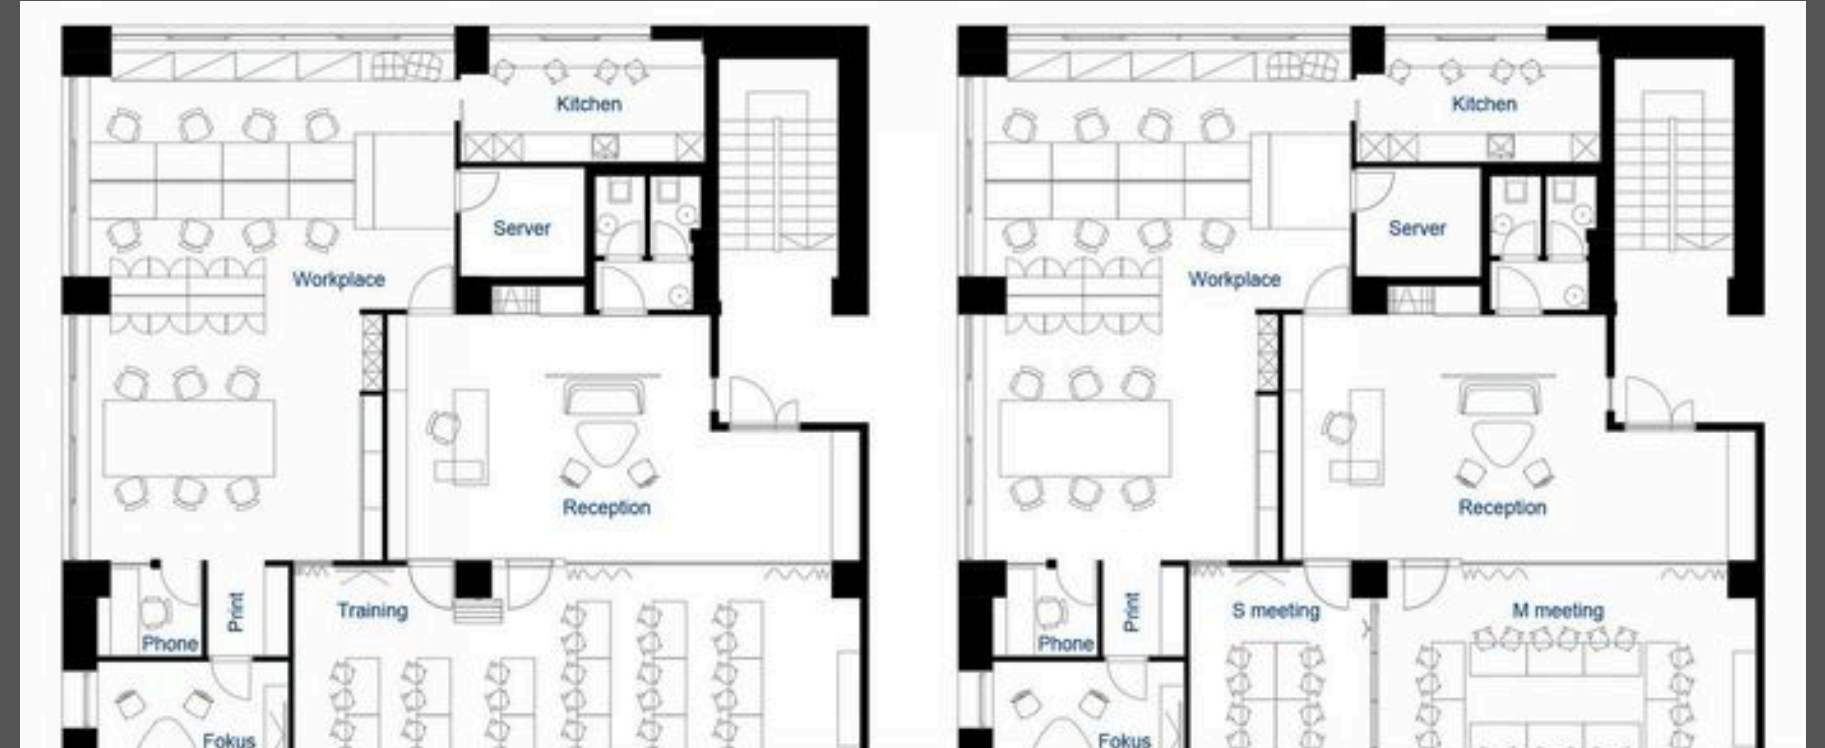 Kitchen
Server
Workplace
Reception
Training
Print
Phone
Fokus
Kitchen
Server
Workplace
Reception
S meeting
M meeting
Print
Phone
Fokus